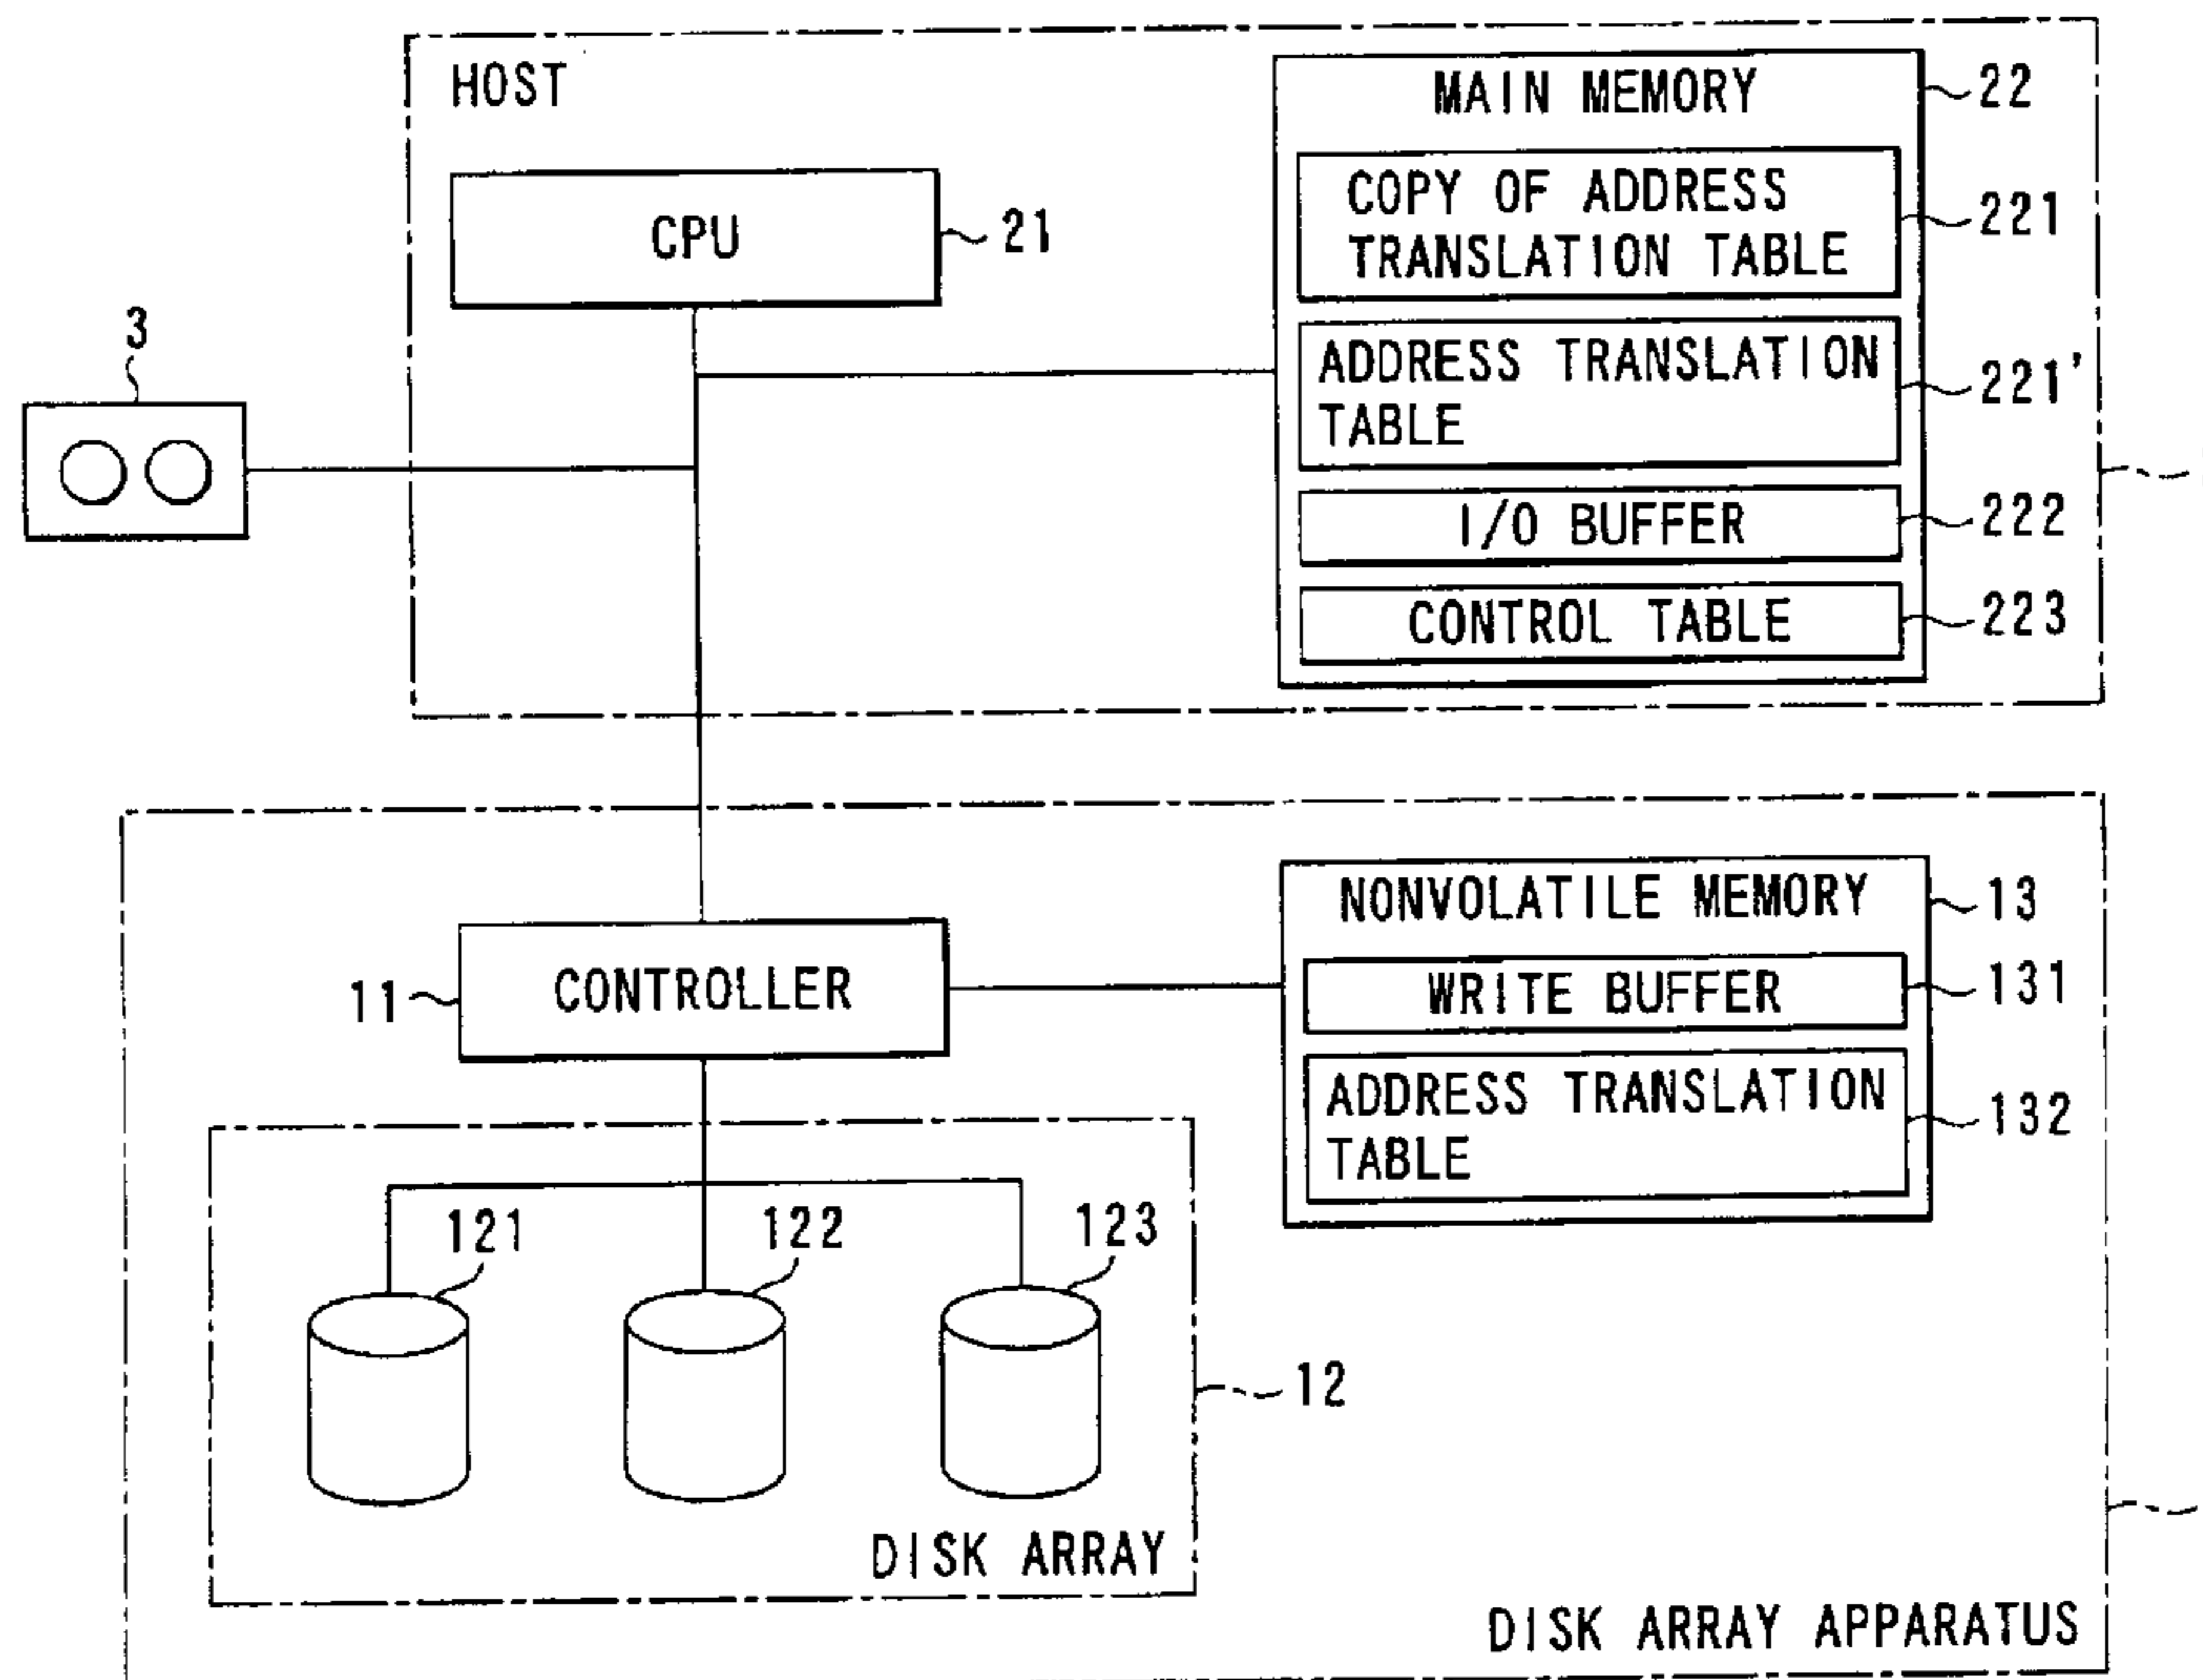 HOST
MAIN MEMORY
22
COPY OF ADDRESS
TRANSLATION TABLE
221
CPU
21
3
ADDRESS TRANSLATION
TABLE
221'
I/O BUFFER
222
CONTROL TABLE
223
NONVOLATILE MEMORY
13
CONTROLLER
11
WRITE BUFFER
131
ADDRESS TRANSLATION
TABLE
132
121
122
123
12
DISK ARRAY
DISK ARRAY APPARATUS